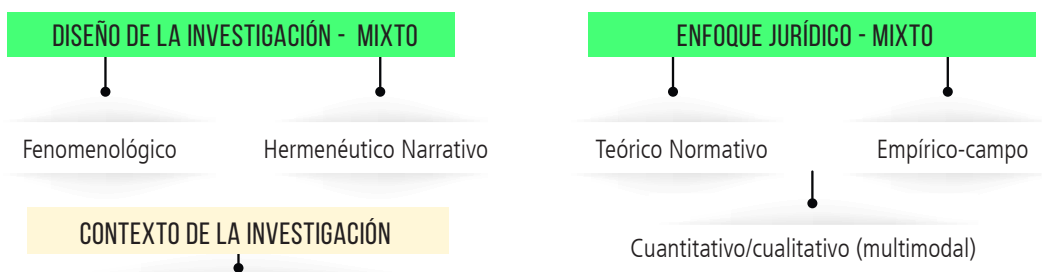 DISEÑO DE LA INVESTIGACIÓN - MIXTO
Fenomenológico
Hermenéutico Narrativo
CONTEXTO DE LA INVESTIGACIÓN
ENFOQUE JURÍDICO - MIXTO
Teórico Normativo
Empírico-campo
Cuantitativo/cualitativo (multimodal)